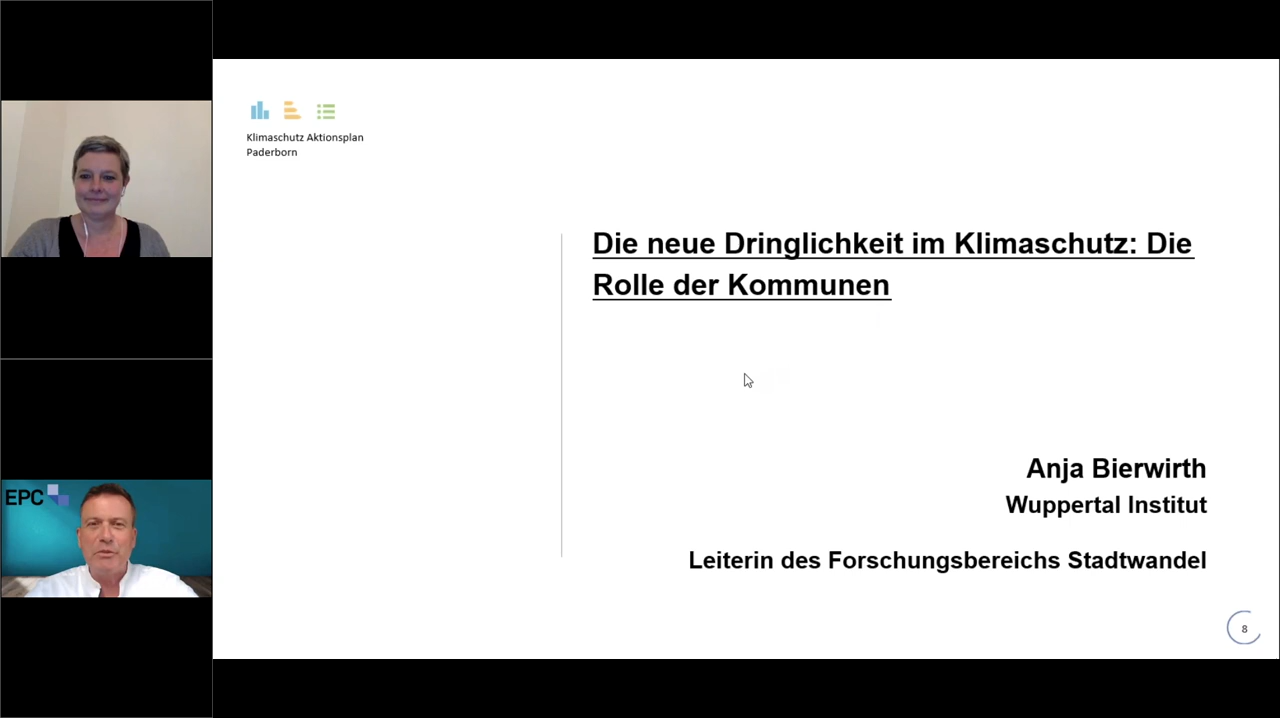 Klimaschutz Aktionsplan
Paderborn
Die neue Dringlichkeit im Klimaschutz: Die
Rolle der Kommunen
Anja Bierwirth
Wuppertal Institut
Leiterin des Forschungsbereichs Stadtwandel
EPC
8